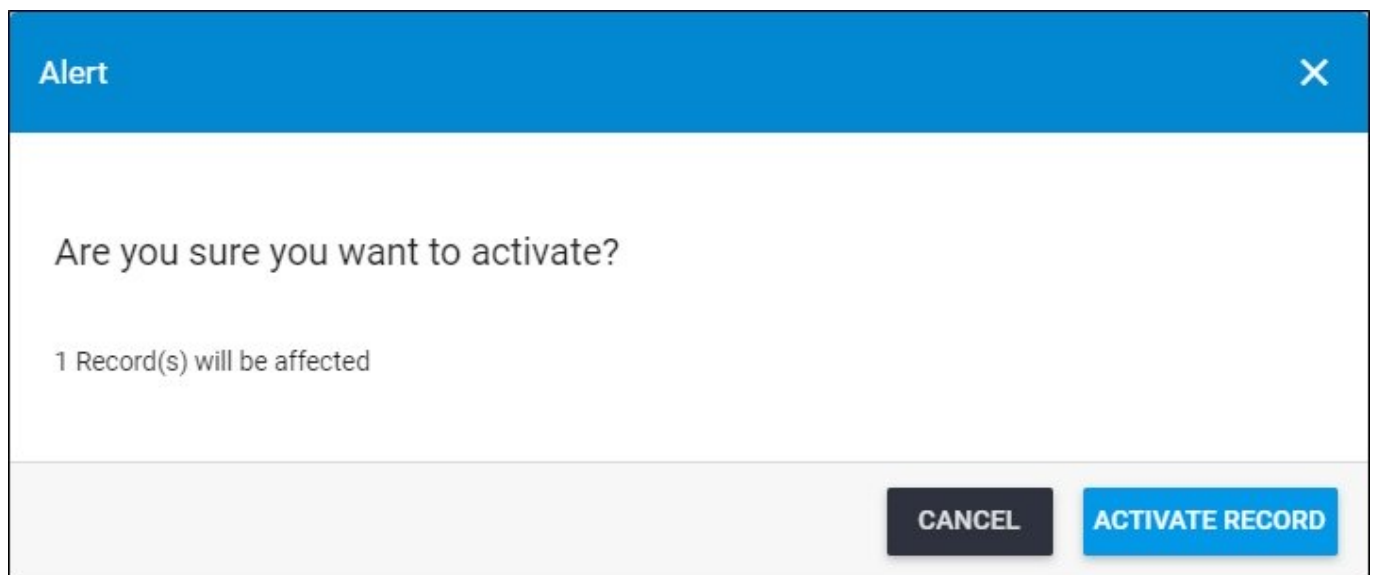 Alert
Are you sure you want to activate?
1 Record(s) will be affected
CANCEL
ACTIVATE RECORD